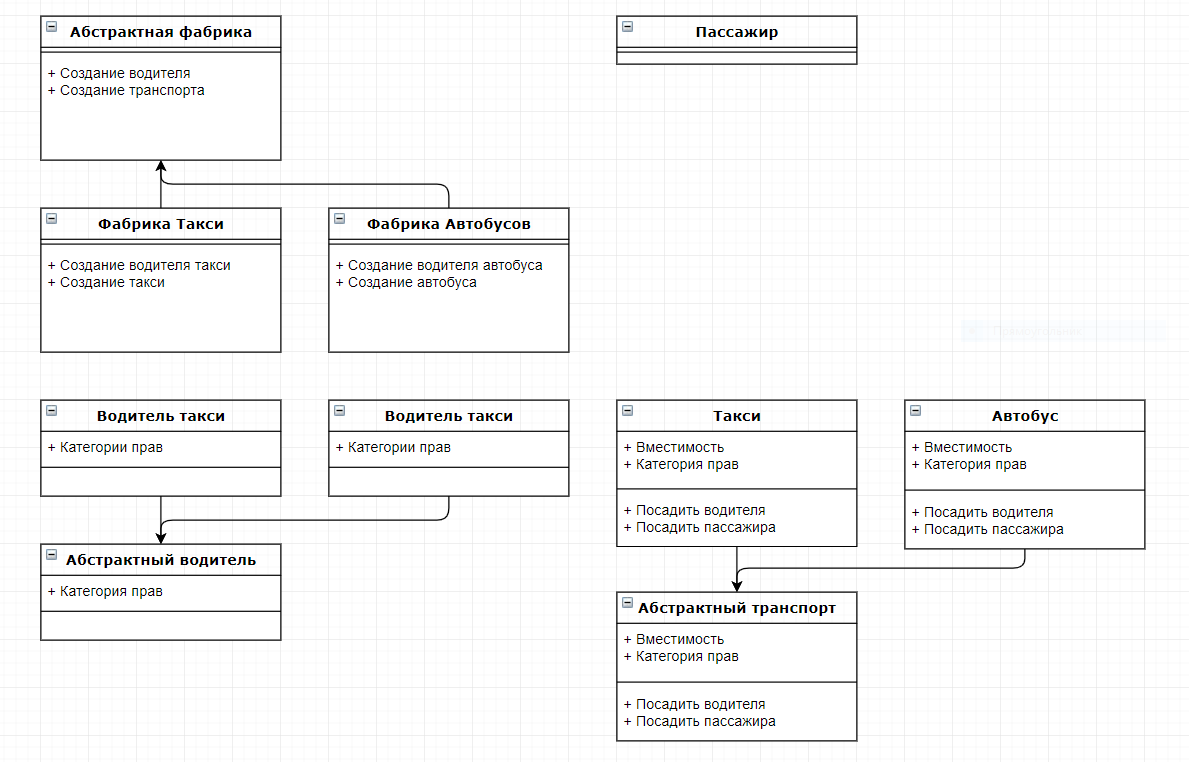 Абстрактная фабрика
+ Создание водителя
+ Создание транспорта
Пассажир
Фабрика Такси
+ Создание водителя такси
+ Создание такси
Фабрика Автобусов
+ Создание водителя автобуса
+ Создание автобуса
Водитель такси
+ Категории прав
Водитель такси
+ Категории прав
Такси
+ Вместимость
+ Категория прав
+ Посадить водителя
+ Посадить пассажира
Автобус
+ Вместимость
+ Категория прав
+ Посадить водителя
+ Посадить пассажира
Абстрактный водитель
+ Категория прав
Абстрактный транспорт
+ Вместимость
+ Категория прав
+ Посадить водителя
+ Посадить пассажира